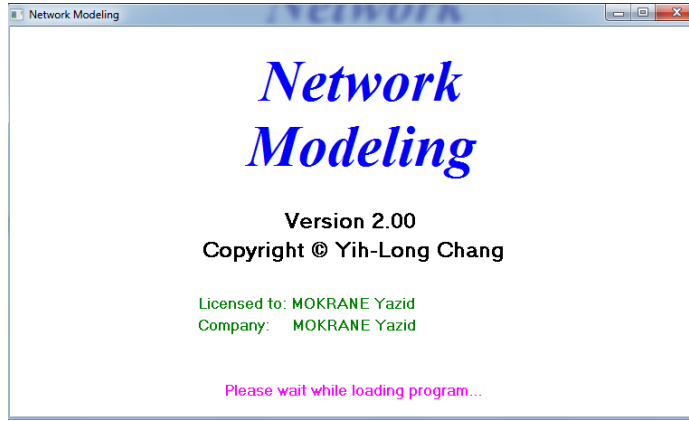 Network Modeling
Network
Network
Modeling
Version 2.00
Copyright © Yih-Long Chang
Licensed to: MOKRANE Yazid
Company: MOKRANE Yazid
Please wait while loading program...